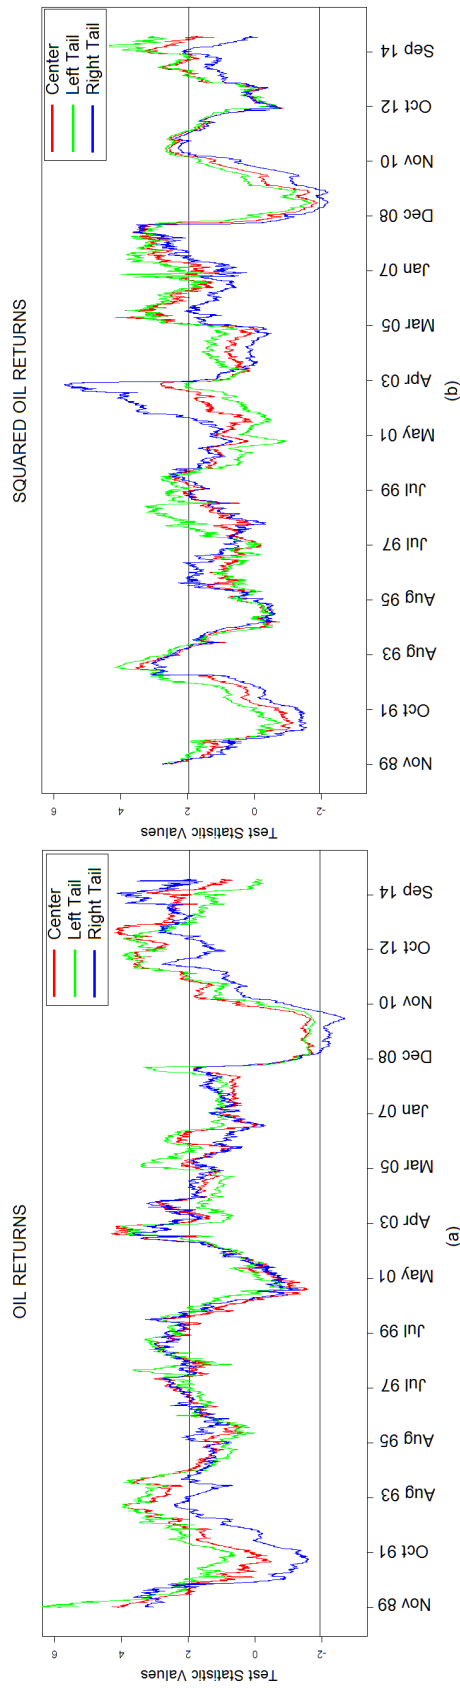 OIL RETURNS
Center
Left Tail
Right Tail
Test Statistic Values
6
4
2
0
-2
Nov 89
Oct 91
Aug 93
Aug 95
Jul 97
Jul 99
May 01
Apr 03
Mar 05
Jan 07
Dec 08
Nov 10
Oct 12
Sep 14
(a)
SQUARED OIL RETURNS
Center
Left Tail
Right Tail
Test Statistic Values
6
4
2
0
-2
Nov 89
Oct 91
Aug 93
Aug 95
Jul 97
Jul 99
May 01
Apr 03
Mar 05
Jan 07
Dec 08
Nov 10
Oct 12
Sep 14
(b)